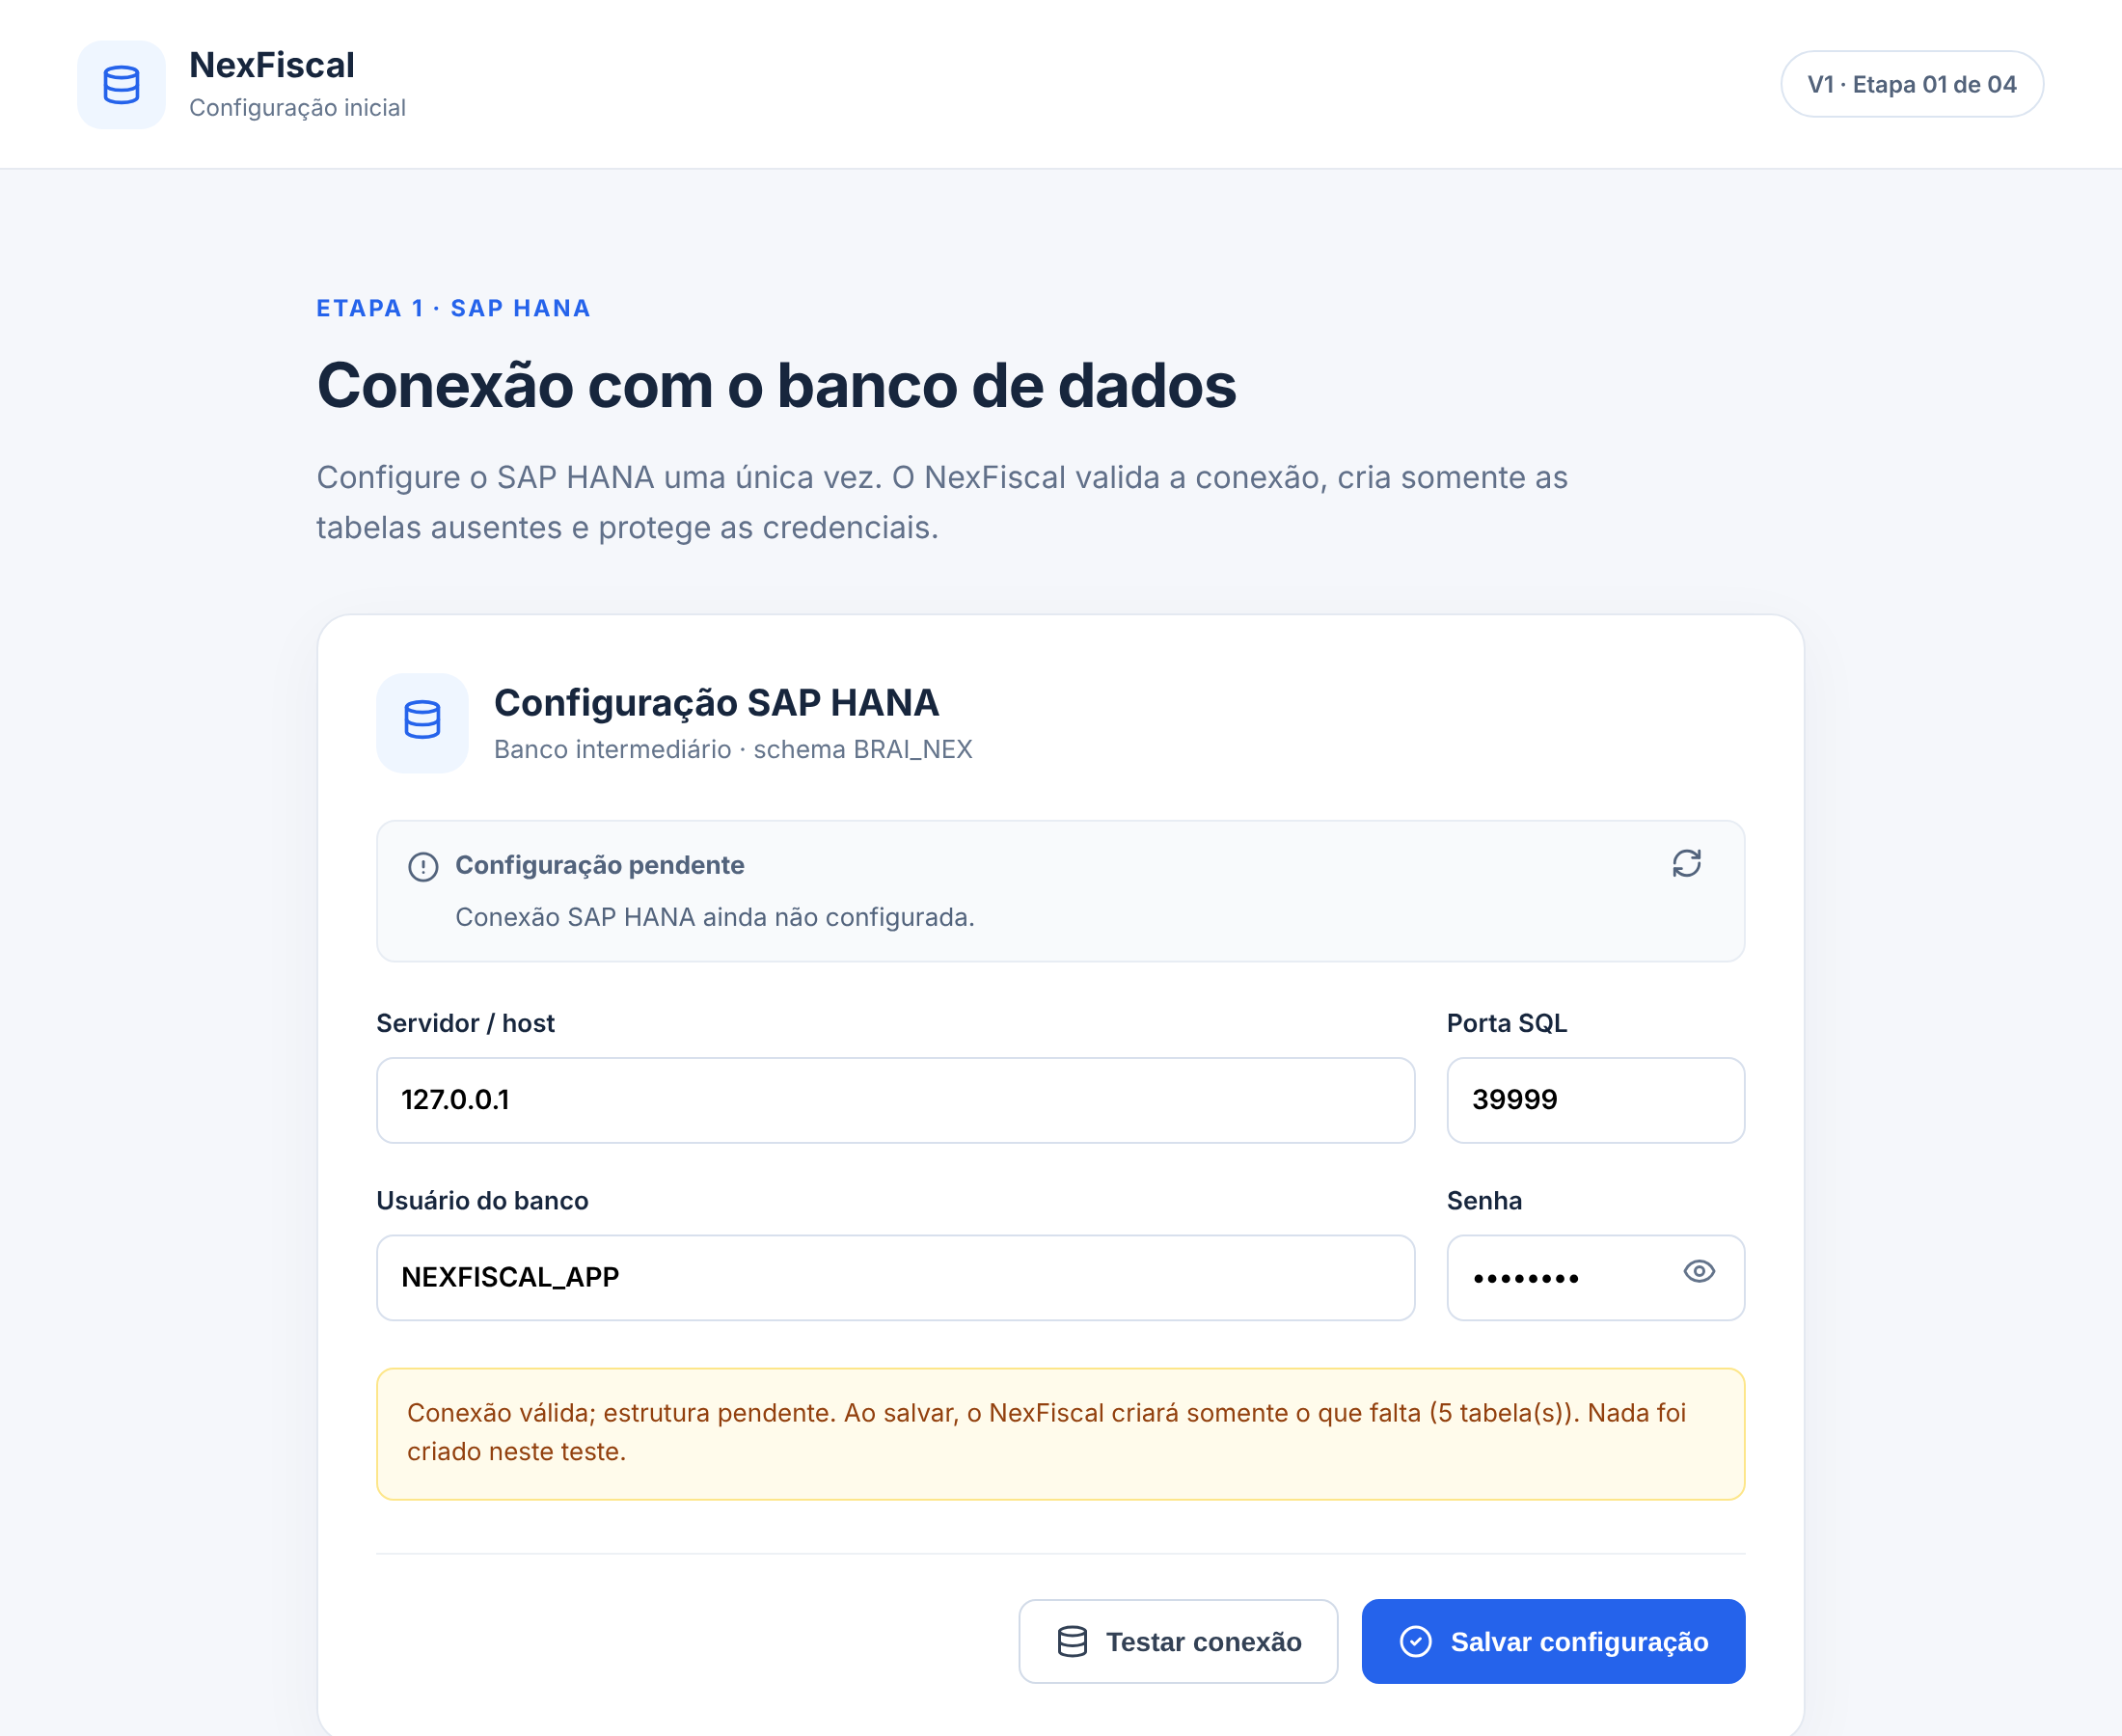 NexFiscal
Configuração inicial
V1 · Etapa 01 de 04
ETAPA 1 · SAP HANA
Conexão com o banco de dados
Configure o SAP HANA uma única vez. O NexFiscal valida a conexão, cria somente as
tabelas ausentes e protege as credenciais.
Configuração SAP HANA
Banco intermediário · schema BRAI_NEX
Configuração pendente
Conexão SAP HANA ainda não configurada.
Servidor / host
Porta SQL
127.0.0.1
39999
Usuário do banco
Senha
NEXFISCAL_APP
••••••••
Conexão válida; estrutura pendente. Ao salvar, o NexFiscal criará somente o que falta (5 tabela(s)). Nada foi
criado neste teste.
Testar conexão
Salvar configuração